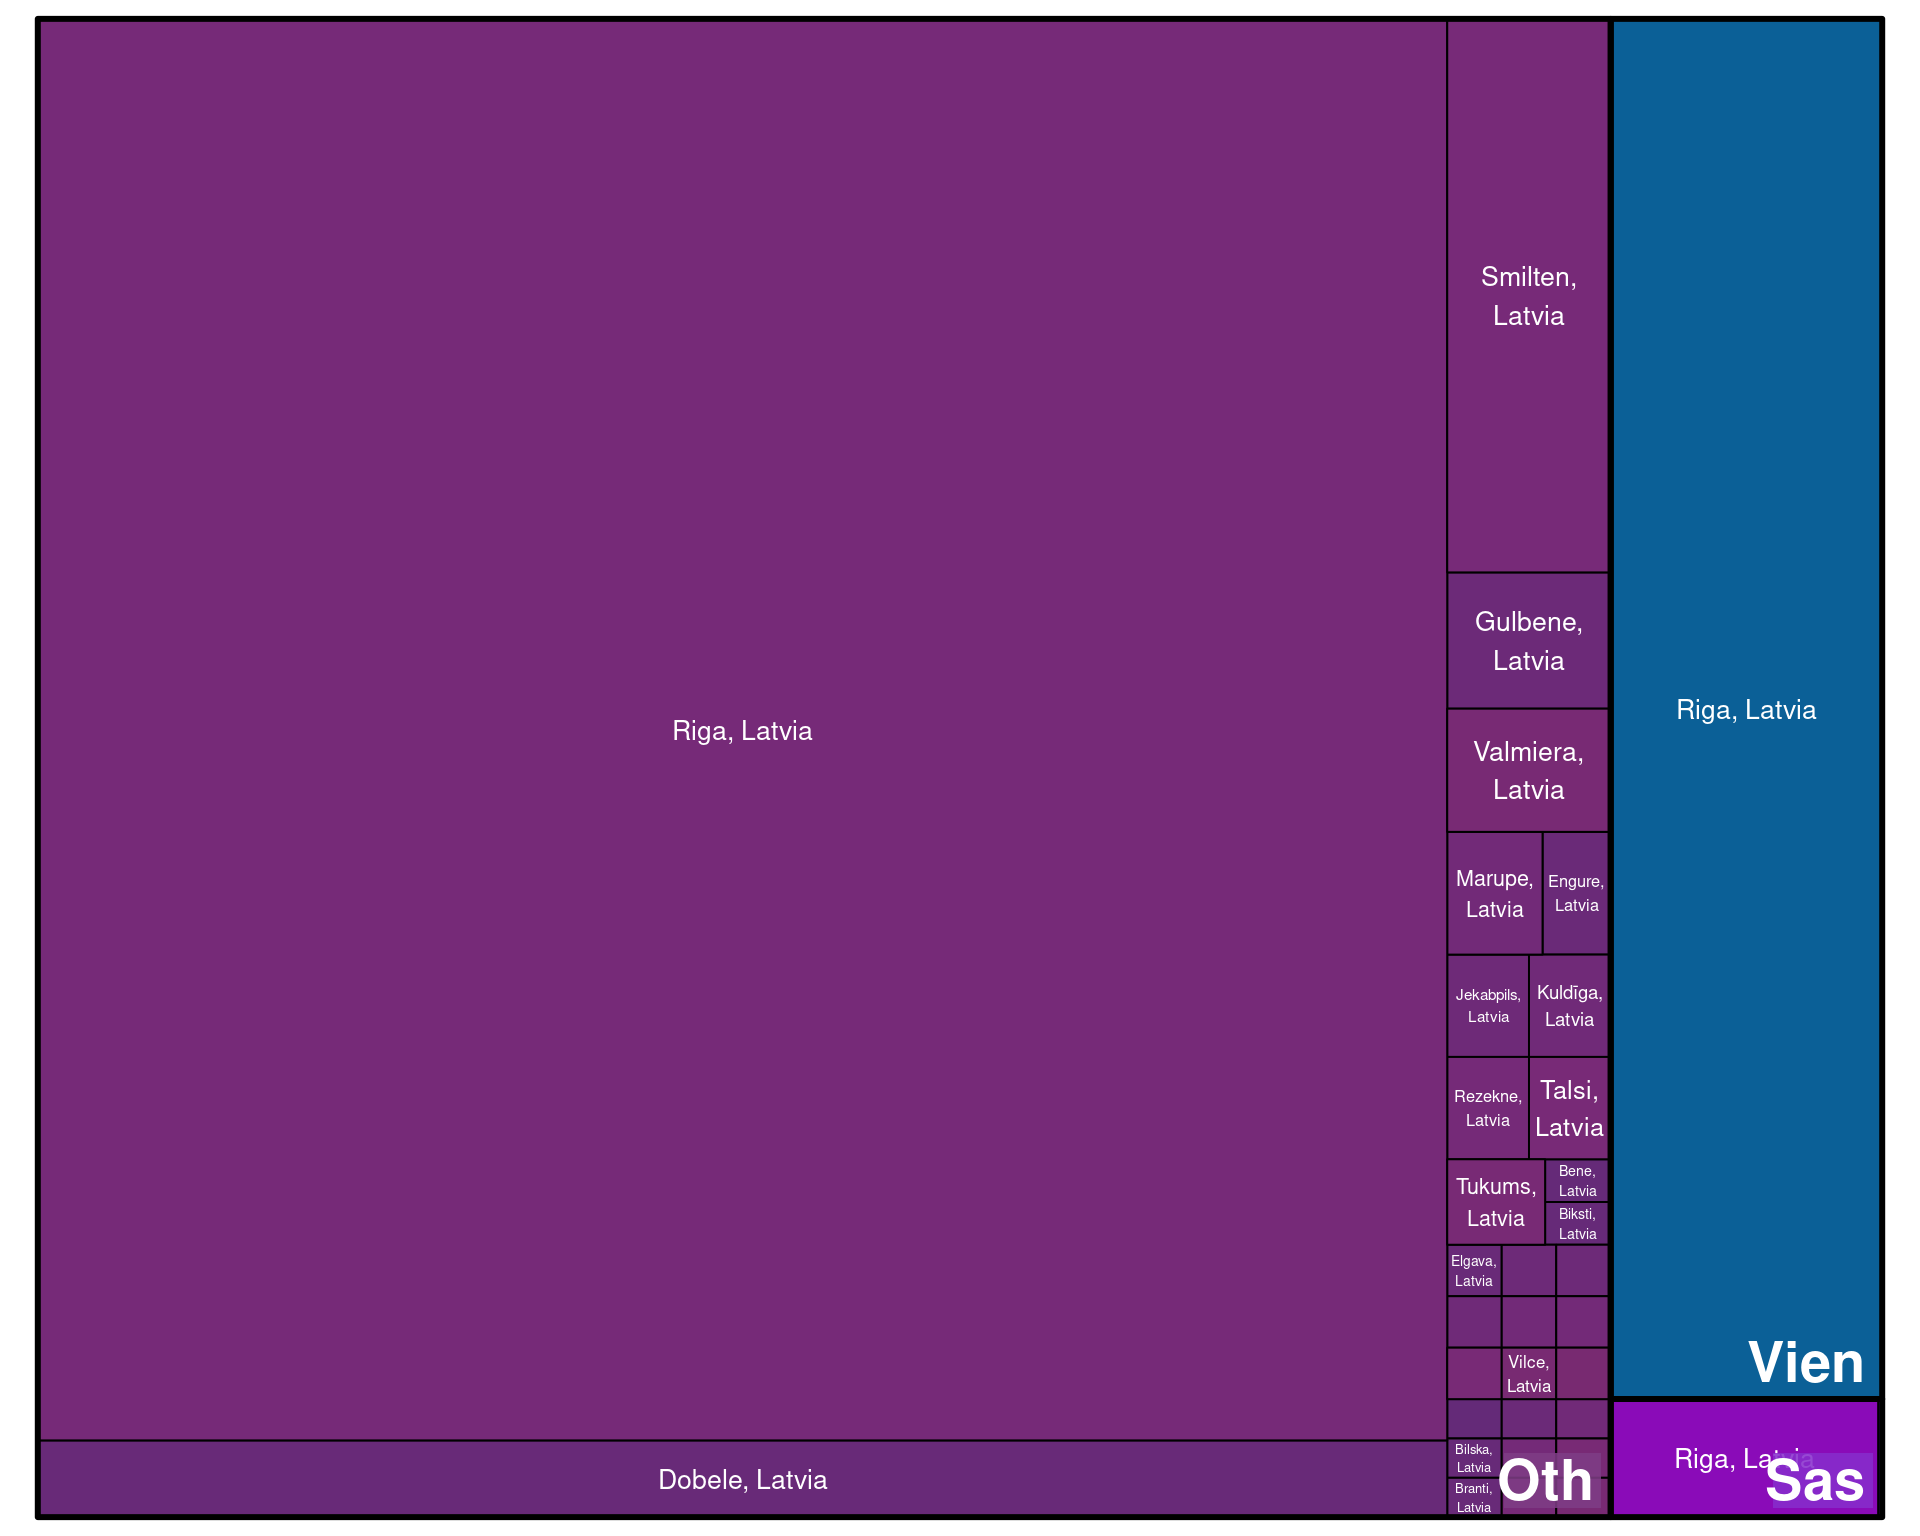 Riga, Latvia
Dobele, Latvia
Smilten,
Latvia
Gulbene,
Latvia
Valmiera,
Latvia
Marupe,
Latvia
Engure,
Latvia
Jekabpils,
Latvia
Kuldīga,
Latvia
Rezekne,
Latvia
Talsi,
Latvia
Tukums,
Latvia
Bene,
Latvia
Biksti,
Latvia
Elgava,
Latvia
Vilce,
Latvia
Bilska,
Latvia
Branti,
Latvia
Oth
Riga, Latvia
Vien
Riga, Latvia
Sas